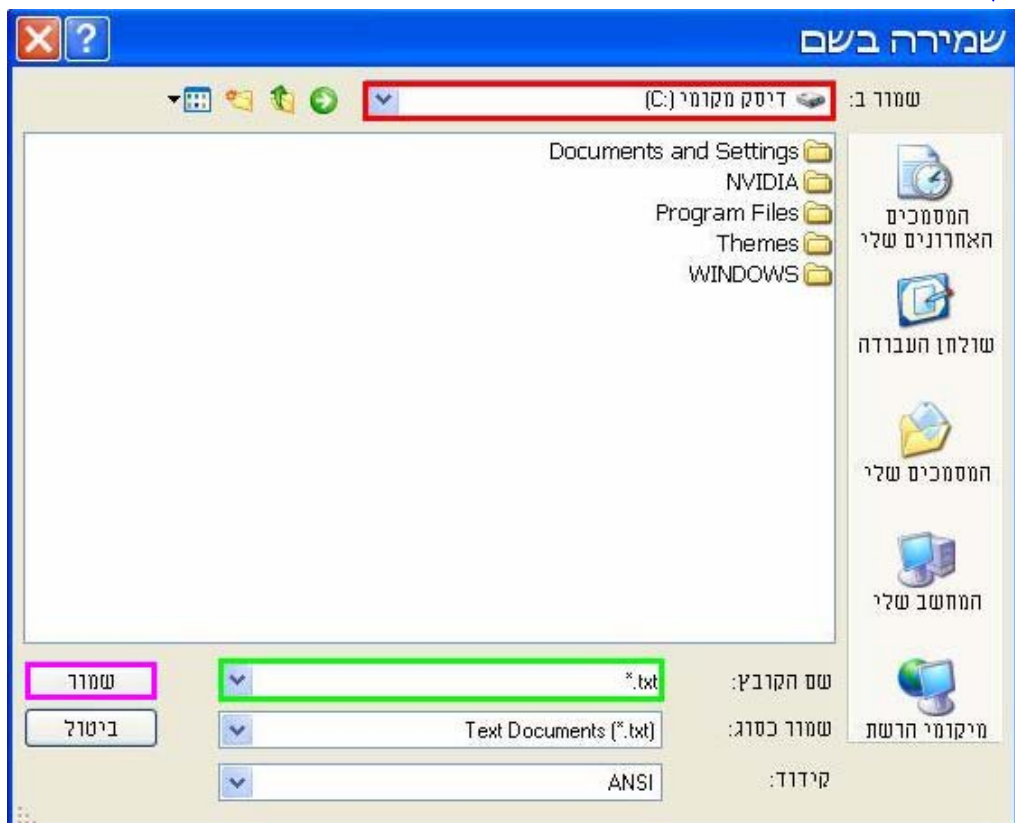 שמירה בשם
שמור ב:
דיסק מקומי (C:)
Documents and Settings
NVIDIA
Program Files
Themes
WINDOWS
המסמכים
האחרונים שלי
שולחן העבודה
המסמכים שלי
המחשב שלי
מיקומי הרשת
שם הקובץ:
*.txt
שמור
שמור כסוג:
Text Documents (*.txt)
ביטול
קידוד:
ANSI